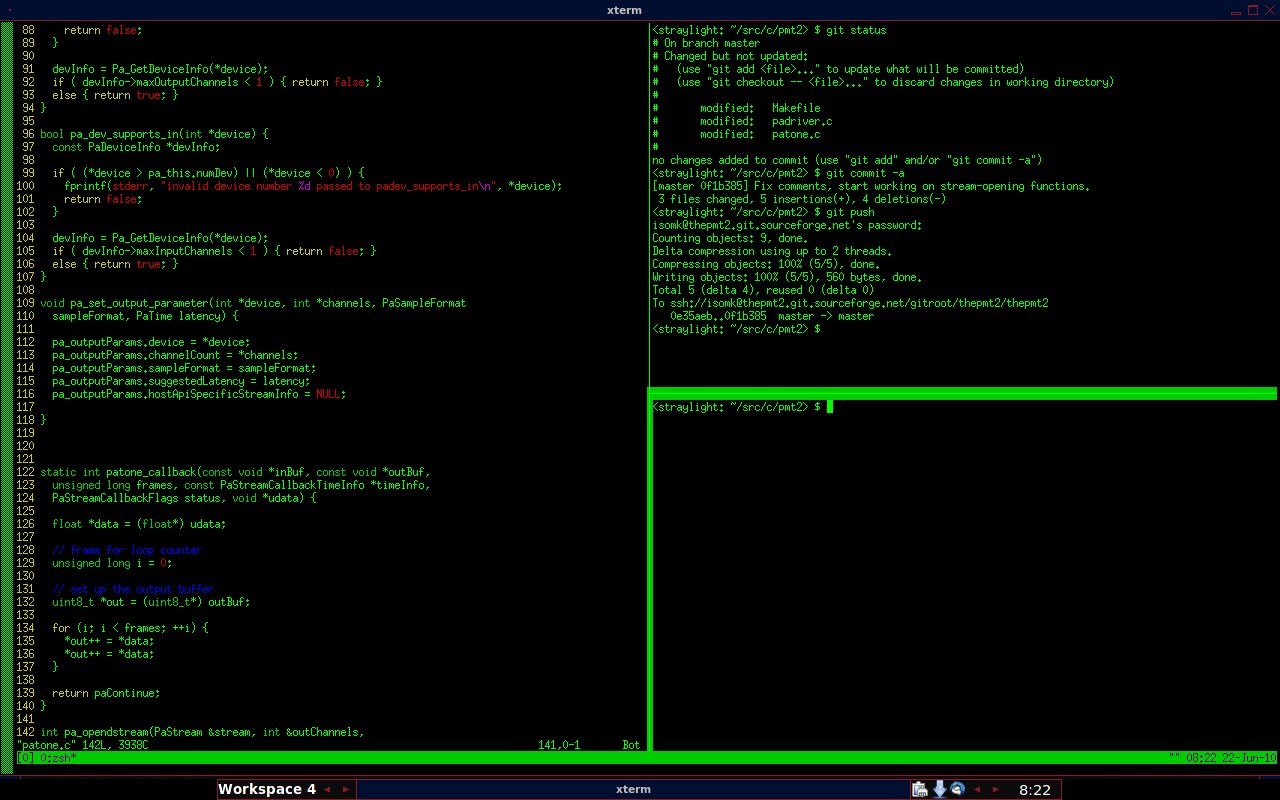 xterm
88     return false;
89   }
90
91   devInfo = Pa_GetDeviceInfo(*device);
92   if ( devInfo->maxOutputChannels < 1 ) { return false; }
93   else { return true; }
94 }
95
96 bool pa_dev_supports_in(int *device) {
97   const PaDeviceInfo *devInfo;
98
99   if ( (*device > pa_this.numDev) || (*device < 0) ) {
100     fprintf(stderr, "invalid device number %d passed to padev_supports_in\n", *device);
101     return false;
102   }
103
104   devInfo = Pa_GetDeviceInfo(*device);
105   if ( devInfo->maxInputChannels < 1 ) { return false; }
106   else { return true; }
107 }
108
109 void pa_set_output_parameter(int *device, int *channels, PaSampleFormat
110   sampleFormat, PaTime latency) {
111
112   pa_outputParams.device = *device;
113   pa_outputParams.channelCount = *channels;
114   pa_outputParams.sampleFormat = sampleFormat;
115   pa_outputParams.suggestedLatency = latency;
116   pa_outputParams.hostApiSpecificStreamInfo = NULL;
117
118 }
119
120
121
122 static int patone_callback(const void *inBuf, const void *outBuf,
123   unsigned long frames, const PaStreamCallbackTimeInfo *timeInfo,
124   PaStreamCallbackFlags status, void *udata) {
125
126   float *data = (float*) udata;
127
128   // frame for loop counter
129   unsigned long i = 0;
130
131   // set up the output buffer
132   uint8_t *out = (uint8_t*) outBuf;
133
134   for (i; i < frames; ++i) {
135     *out++ = *data;
136     *out++ = *data;
137   }
138
139   return paContinue;
140 }
141
142 int pa_opendstream(PaStream &stream, int &outChannels,
"patone.c" 142L, 3938C 141,0-1 Bot
<straylight: ~/src/c/pmt2> $ git status
# On branch master
# Changed but not updated:
#   (use "git add <file>..." to update what will be committed)
#   (use "git checkout -- <file>..." to discard changes in working directory)
#
#       modified:   Makefile
#       modified:   padriver.c
#       modified:   patone.c
#
no changes added to commit (use "git add" and/or "git commit -a")
<straylight: ~/src/c/pmt2> $ git commit -a
[master 0f1b385] Fix comments, start working on stream-opening functions.
 3 files changed, 5 insertions(+), 4 deletions(-)
<straylight: ~/src/c/pmt2> $ git push
isomk@thepmt2.git.sourceforge.net's password:
Counting objects: 9, done.
Delta compression using up to 2 threads.
Compressing objects: 100% (5/5), done.
Writing objects: 100% (5/5), 560 bytes, done.
Total 5 (delta 4), reused 0 (delta 0)
To ssh://isomk@thepmt2.git.sourceforge.net/gitroot/thepmt2/thepmt2
   0e35aeb..0f1b385  master -> master
<straylight: ~/src/c/pmt2> $
<straylight: ~/src/c/pmt2> $
[0] 0:zsh* "" 08:22 22-Jun-10
Workspace 4 xterm 8:22